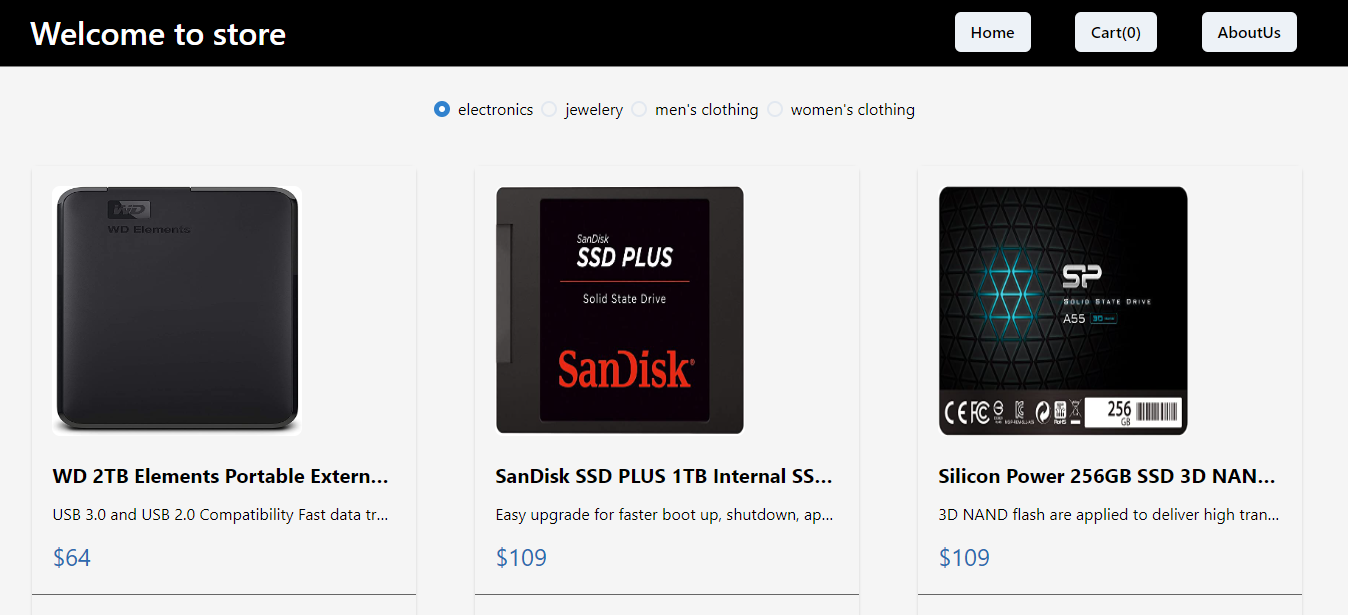 Welcome to store
Home
Cart(0)
AboutUs
electronics
jewelery
men's clothing
women's clothing
WD
WD Elements
SanDisk
SSD PLUS
Solid State Drive
SanDisk®
SP
SOLID STATE DRIVE
A55
256
GB
WD 2TB Elements Portable Extern...
USB 3.0 and USB 2.0 Compatibility Fast data tr...
$64
SanDisk SSD PLUS 1TB Internal SS...
Easy upgrade for faster boot up, shutdown, ap...
$109
Silicon Power 256GB SSD 3D NAN...
3D NAND flash are applied to deliver high tran...
$109